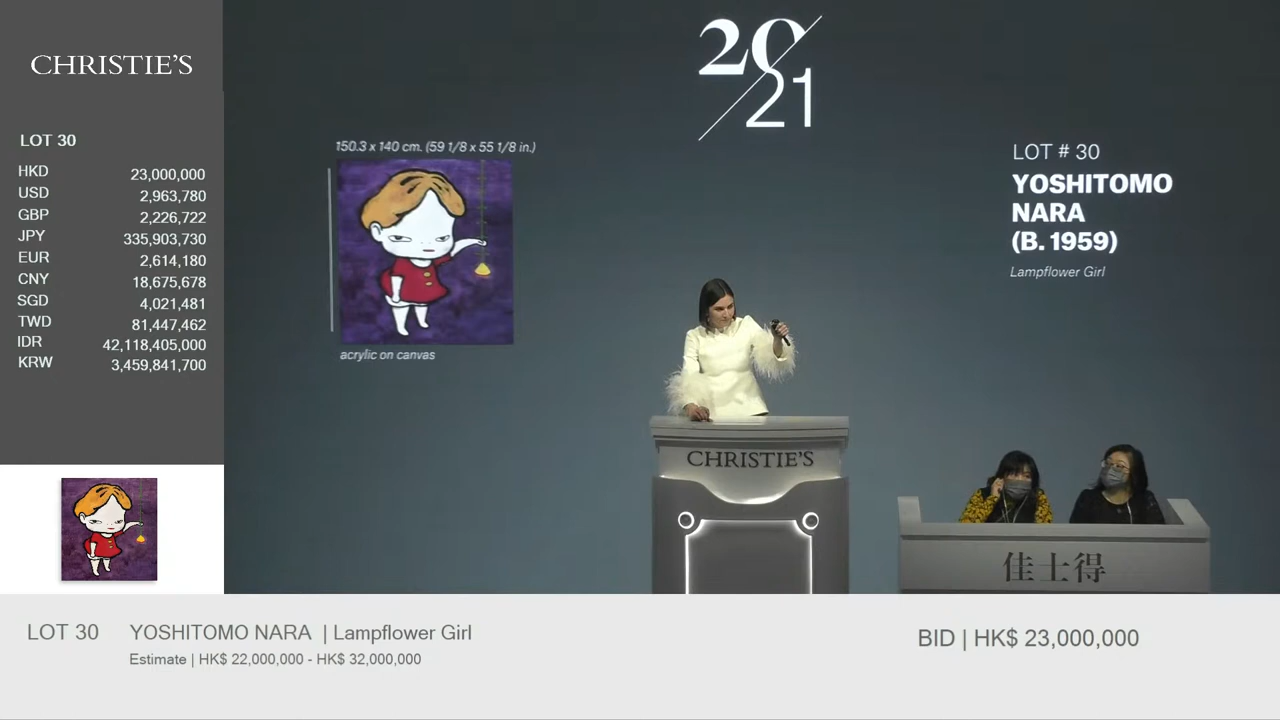 CHRISTIE'S
LOT 30
HKD 23,000,000
USD 2,963,780
GBP 2,226,722
JPY 335,903,730
EUR 2,614,180
CNY 18,675,678
SGD 4,021,481
TWD 81,447,462
IDR 42,118,405,000
KRW 3,459,841,700
20/21
150.3 x 140 cm. (59 1/8 x 55 1/8 in.)
acrylic on canvas
LOT # 30
YOSHITOMO
NARA
(B. 1959)
Lampflower Girl
CHRISTIE'S
佳士得
LOT 30 YOSHITOMO NARA | Lampflower Girl
Estimate | HK$ 22,000,000 - HK$ 32,000,000
BID | HK$ 23,000,000